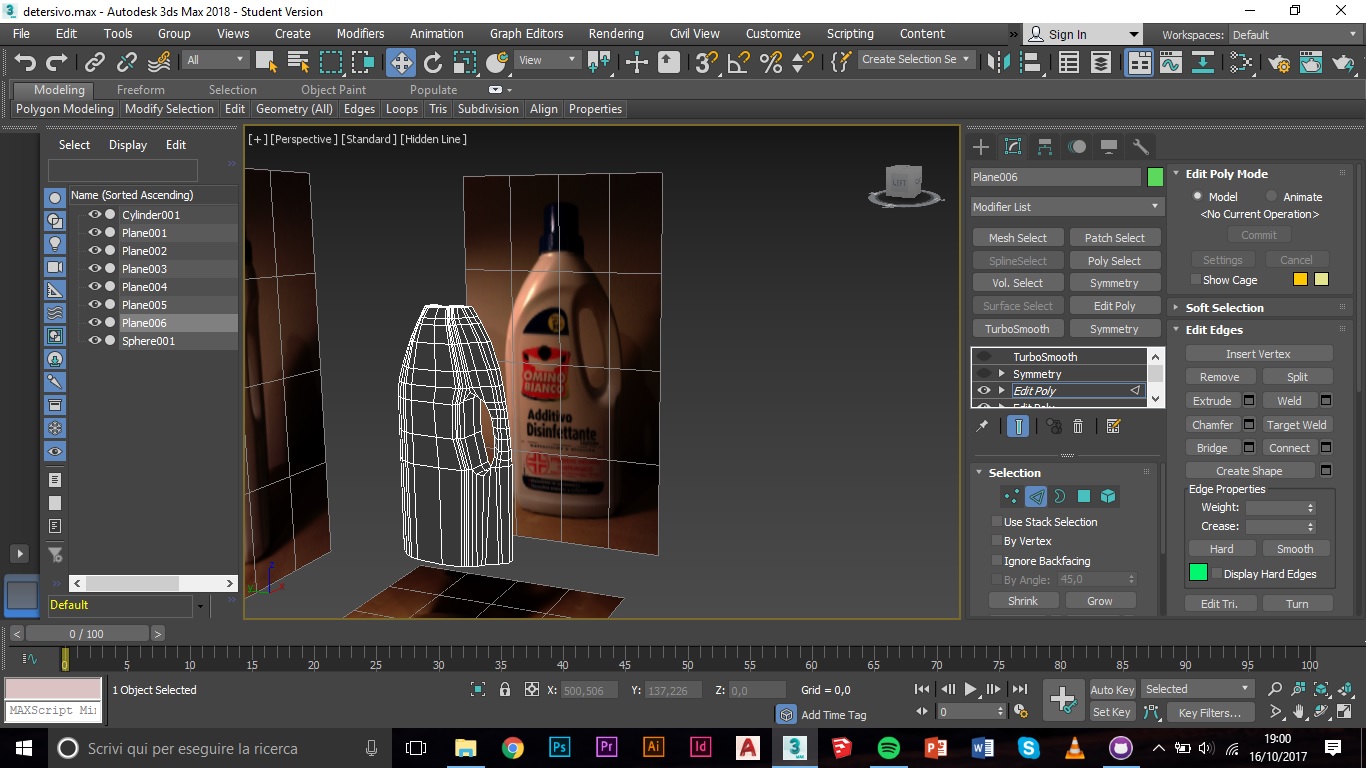 detersivo.max - Autodesk 3ds Max 2018 - Student Version
File Edit Tools Group Views Create Modifiers Animation Graph Editors Rendering Civil View Customize Scripting Content » Sign In Workspaces: Default
All View Create Selection Se
Modeling Freeform Selection Object Paint Populate
Polygon Modeling Modify Selection Edit Geometry (All) Edges Loops Tris Subdivision Align Properties
Select Display Edit
Name (Sorted Ascending)
Cylinder001
Plane001
Plane002
Plane003
Plane004
Plane005
Plane006
Sphere001
Default
[+] [Perspective] [Standard] [Hidden Line]
OMINO
BIANCO
Additivo
Disinfettante
Plane006
Modifier List
Mesh Select Patch Select
SplineSelect Poly Select
Vol. Select Symmetry
Surface Select Edit Poly
TurboSmooth Symmetry
TurboSmooth
Symmetry
Edit Poly
Edit Poly
Selection
Use Stack Selection
By Vertex
Ignore Backfacing
By Angle: 45,0
Shrink Grow
Edit Poly Mode
Model Animate
<No Current Operation>
Commit
Settings Cancel
Show Cage
Soft Selection
Edit Edges
Insert Vertex
Remove Split
Extrude Weld
Chamfer Target Weld
Bridge Connect
Create Shape
Edge Properties
Weight:
Crease:
Hard Smooth
Display Hard Edges
Edit Tri. Turn
0 / 100
0 5 10 15 20 25 30 35 40 45 50 55 60 65 70 75 80 85 90 95 100
1 Object Selected X: 500,506 Y: 137,226 Z: 0,0 Grid = 0,0 Auto Key Selected
MAXScript Mi Add Time Tag 0 Set Key Key Filters...
Scrivi qui per eseguire la ricerca
Ps Pr Ai Id A 3 MAX P W S
19:00
16/10/2017